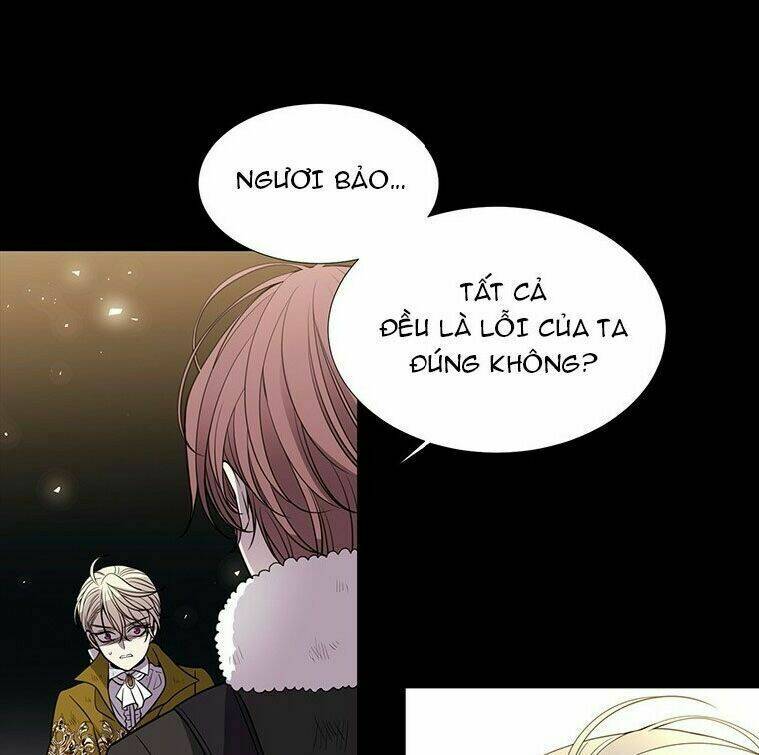 NGƯƠI BẢO...
TẤT CẢ
ĐỀU LÀ LỖI CỦA TA
ĐÚNG KHÔNG?